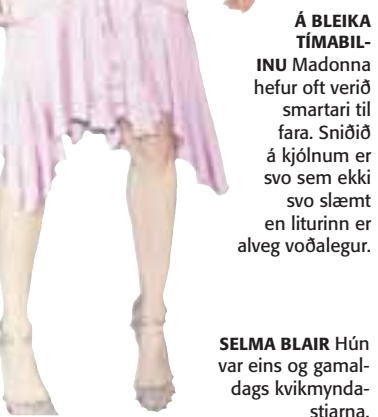 Á BLEIKA
TÍMABIL-
INU Madonna
hefur oft verið
smartari til
fara. Sniðið
á kjólnum er
svo sem ekki
svo slæmt
en liturinn er
alveg voðalegur.
SELMA BLAIR Hún
var eins og gamal-
dags kvikmynda-
stjarna.